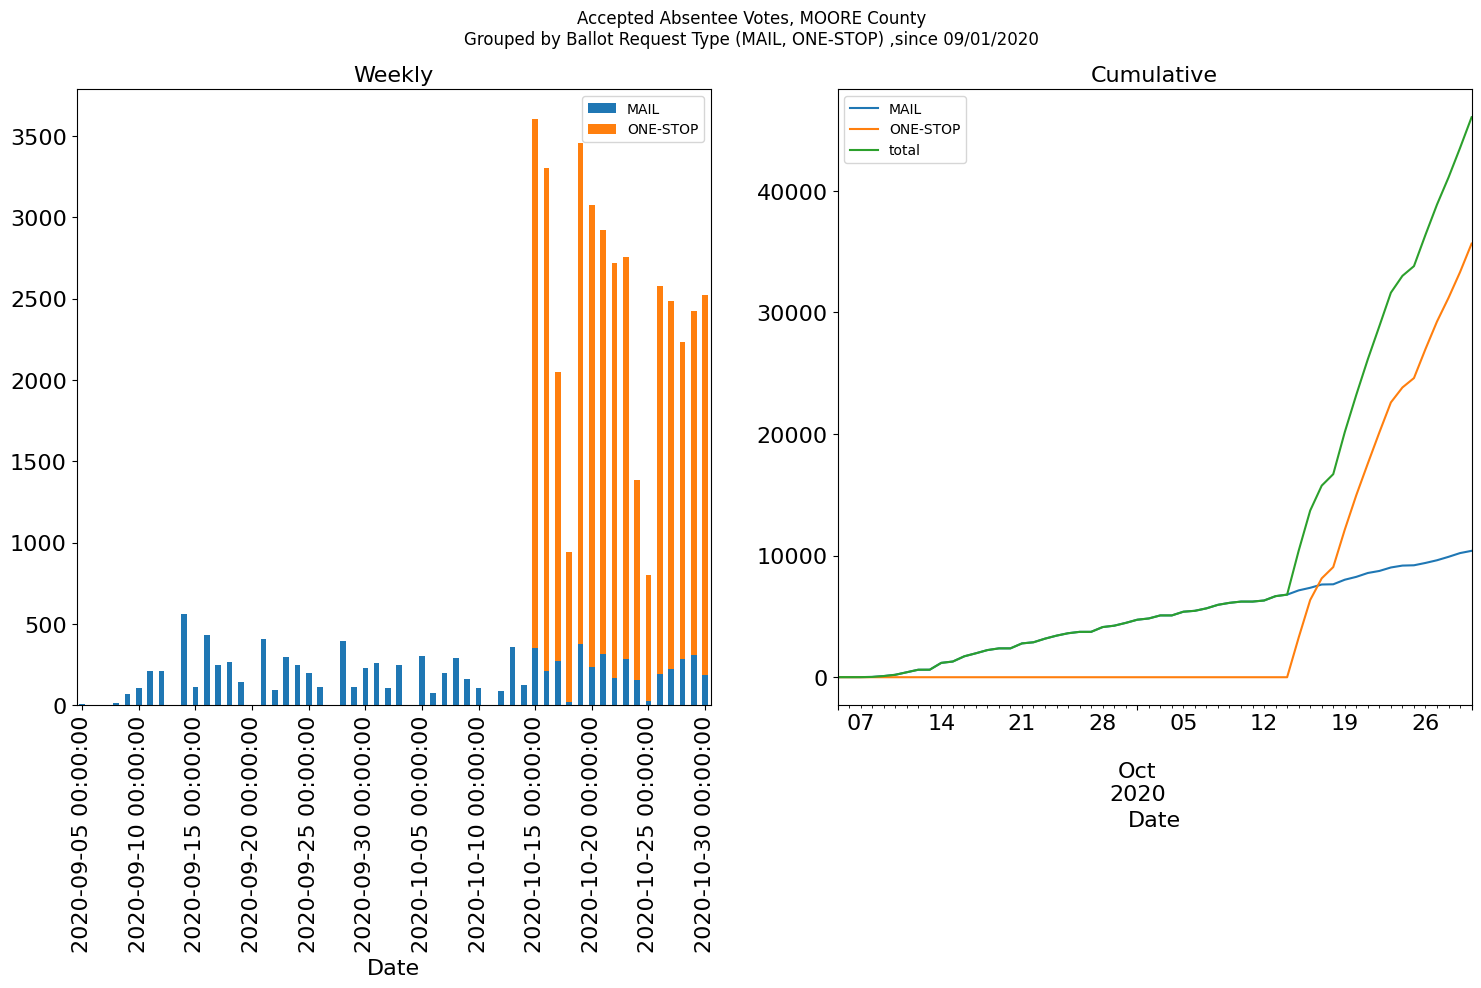 Accepted Absentee Votes, MOORE County
Grouped by Ballot Request Type (MAIL, ONE-STOP) ,since 09/01/2020
Weekly
MAIL
ONE-STOP
3500
3000
2500
2000
1500
1000
500
0
2020-09-05 00:00:00
2020-09-10 00:00:00
2020-09-15 00:00:00
2020-09-20 00:00:00
2020-09-25 00:00:00
2020-09-30 00:00:00
2020-10-05 00:00:00
2020-10-10 00:00:00
2020-10-15 00:00:00
2020-10-20 00:00:00
2020-10-25 00:00:00
2020-10-30 00:00:00
Date
Cumulative
MAIL
ONE-STOP
total
40000
30000
20000
10000
0
07 14 21 28 05 12 19 26
Oct
2020
Date